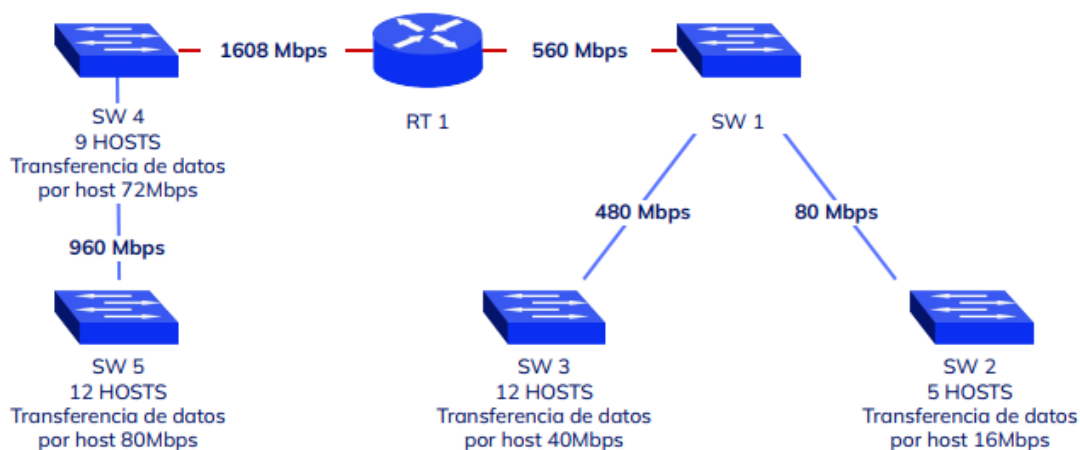 1608 Mbps
560 Mbps
SW 4
9 HOSTS
Transferencia de datos
por host 72Mbps
RT 1
SW 1
960 Mbps
480 Mbps
80 Mbps
SW 5
12 HOSTS
Transferencia de datos
por host 80Mbps
SW 3
12 HOSTS
Transferencia de datos
por host 40Mbps
SW 2
5 HOSTS
Transferencia de datos
por host 16Mbps